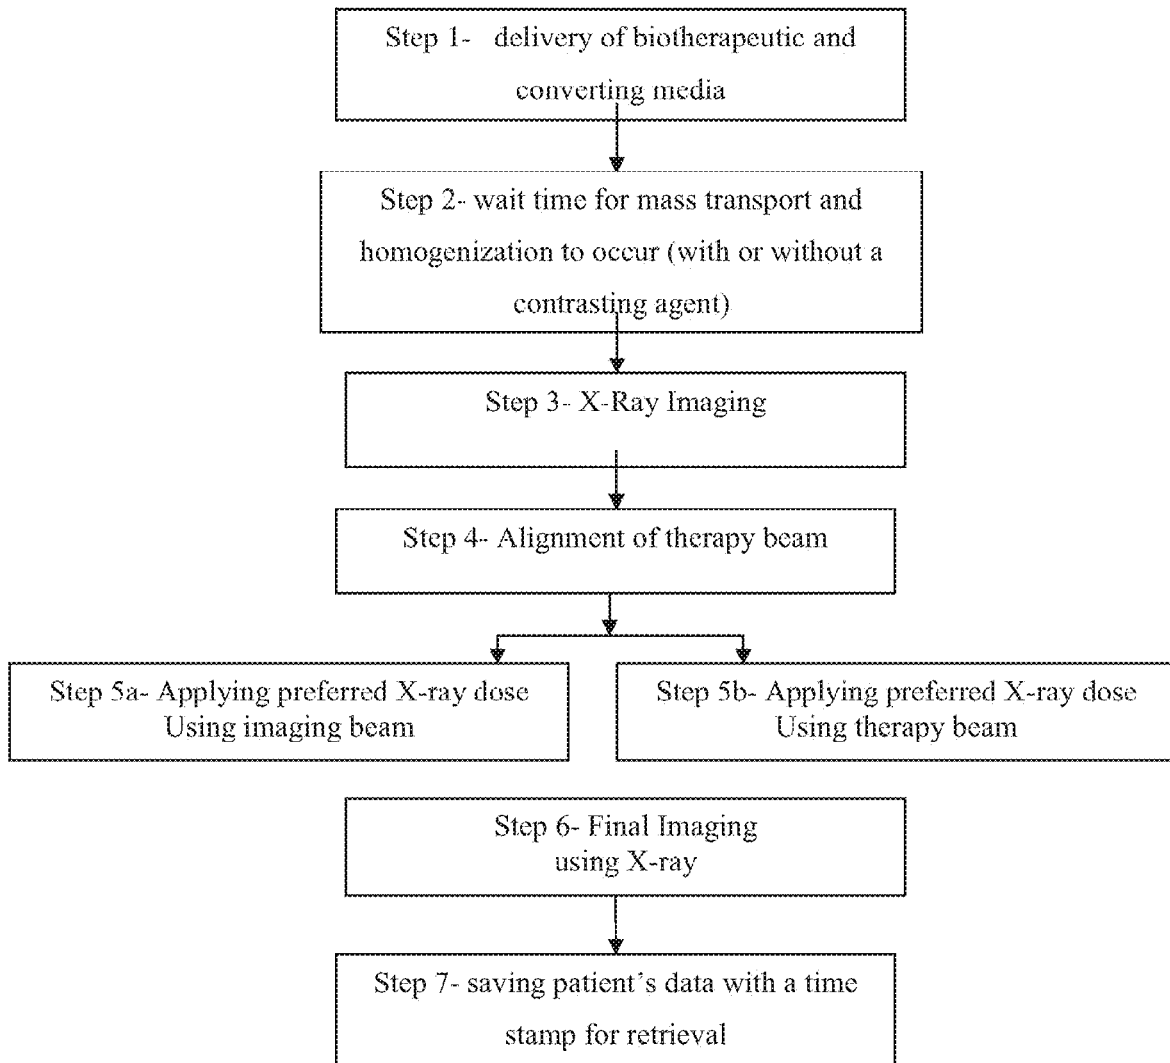 Step 1- delivery of biotherapeutic and
converting media
Step 2- wait time for mass transport and
homogenization to occur (with or without a
contrasting agent)
Step 3- X-Ray Imaging
Step 4- Alignment of therapy beam
Step 5a- Applying preferred X-ray dose
Using imaging beam
Step 5b- Applying preferred X-ray dose
Using therapy beam
Step 6- Final Imaging
using X-ray
Step 7- saving patient's data with a time
stamp for retrieval